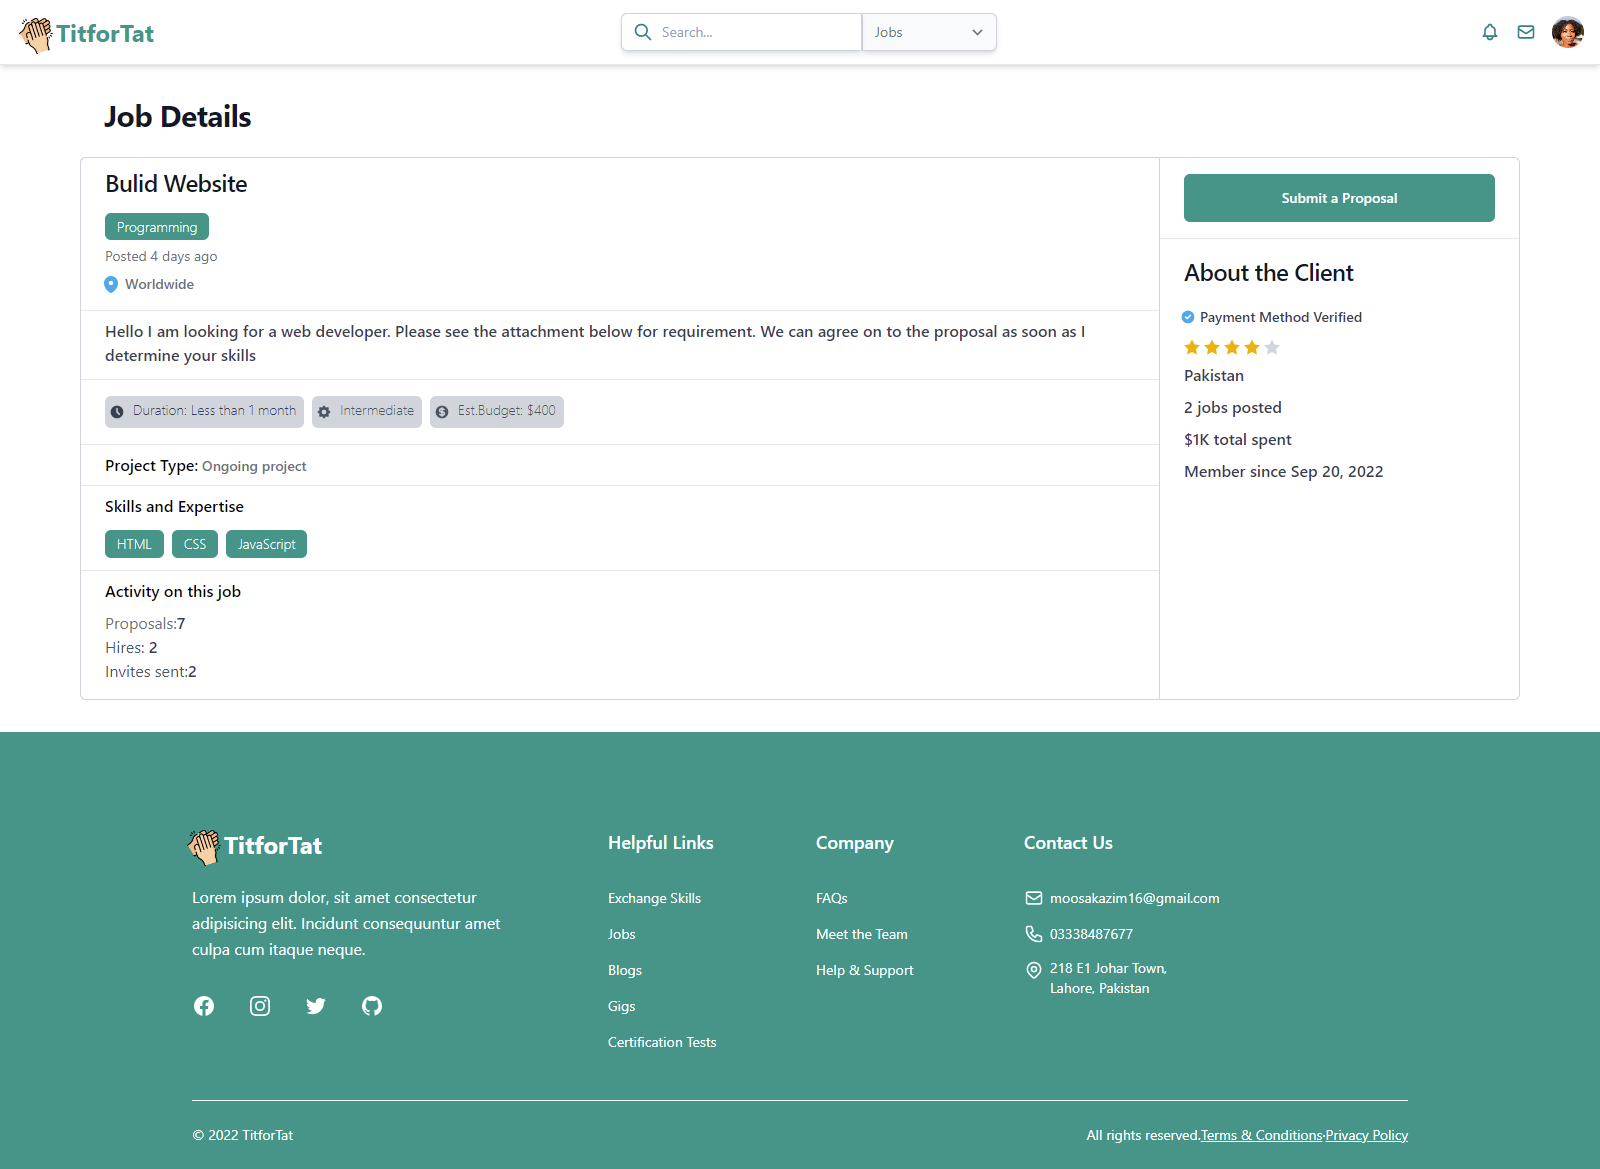 TitforTat
Search...
Jobs
Job Details
Bulid Website
Programming
Posted 4 days ago
Worldwide
Hello I am looking for a web developer. Please see the attachment below for requirement. We can agree on to the proposal as soon as I
determine your skills
Duration: Less than 1 month
Intermediate
Est.Budget: $400
Project Type: Ongoing project
Skills and Expertise
HTML
CSS
JavaScript
Activity on this job
Proposals:7
Hires: 2
Invites sent:2
Submit a Proposal
About the Client
Payment Method Verified
Pakistan
2 jobs posted
$1K total spent
Member since Sep 20, 2022
TitforTat
Lorem ipsum dolor, sit amet consectetur
adipisicing elit. Incidunt consequuntur amet
culpa cum itaque neque.
Helpful Links
Exchange Skills
Jobs
Blogs
Gigs
Certification Tests
Company
FAQs
Meet the Team
Help & Support
Contact Us
moosakazim16@gmail.com
03338487677
218 E1 Johar Town,
Lahore, Pakistan
© 2022 TitforTat
All rights reserved.Terms & Conditions·Privacy Policy